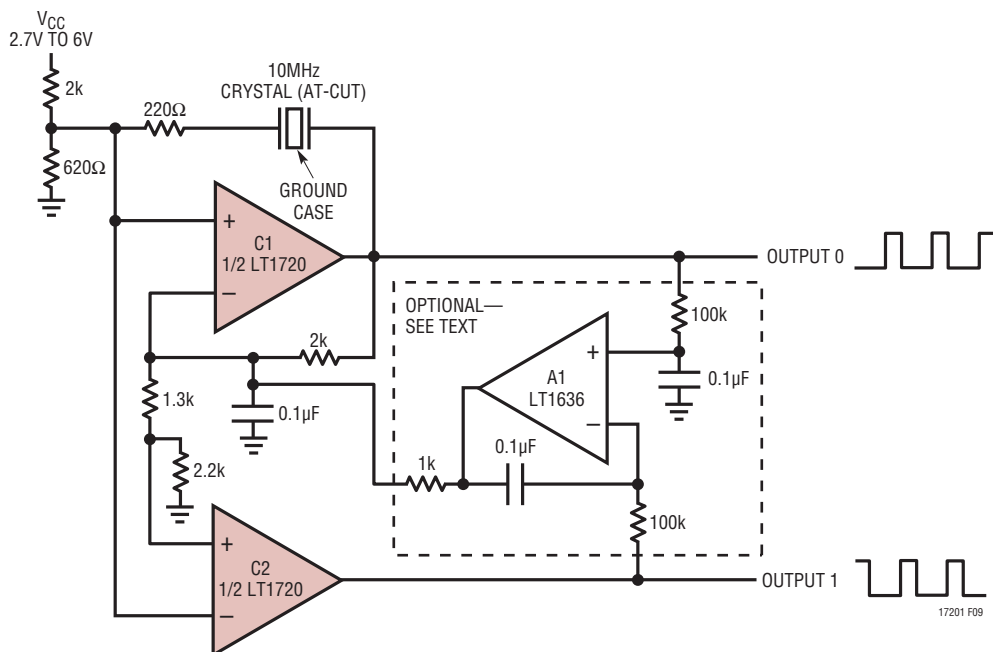 VCC
2.7V TO 6V
2k
620Ω
220Ω
10MHz
CRYSTAL (AT-CUT)
GROUND
CASE
+
C1
1/2 LT1720
–
OUTPUT 0
OPTIONAL—
SEE TEXT
100k
0.1µF
+
A1
LT1636
–
2k
0.1µF
1.3k
2.2k
1k
0.1µF
100k
+
C2
1/2 LT1720
–
OUTPUT 1
17201 F09